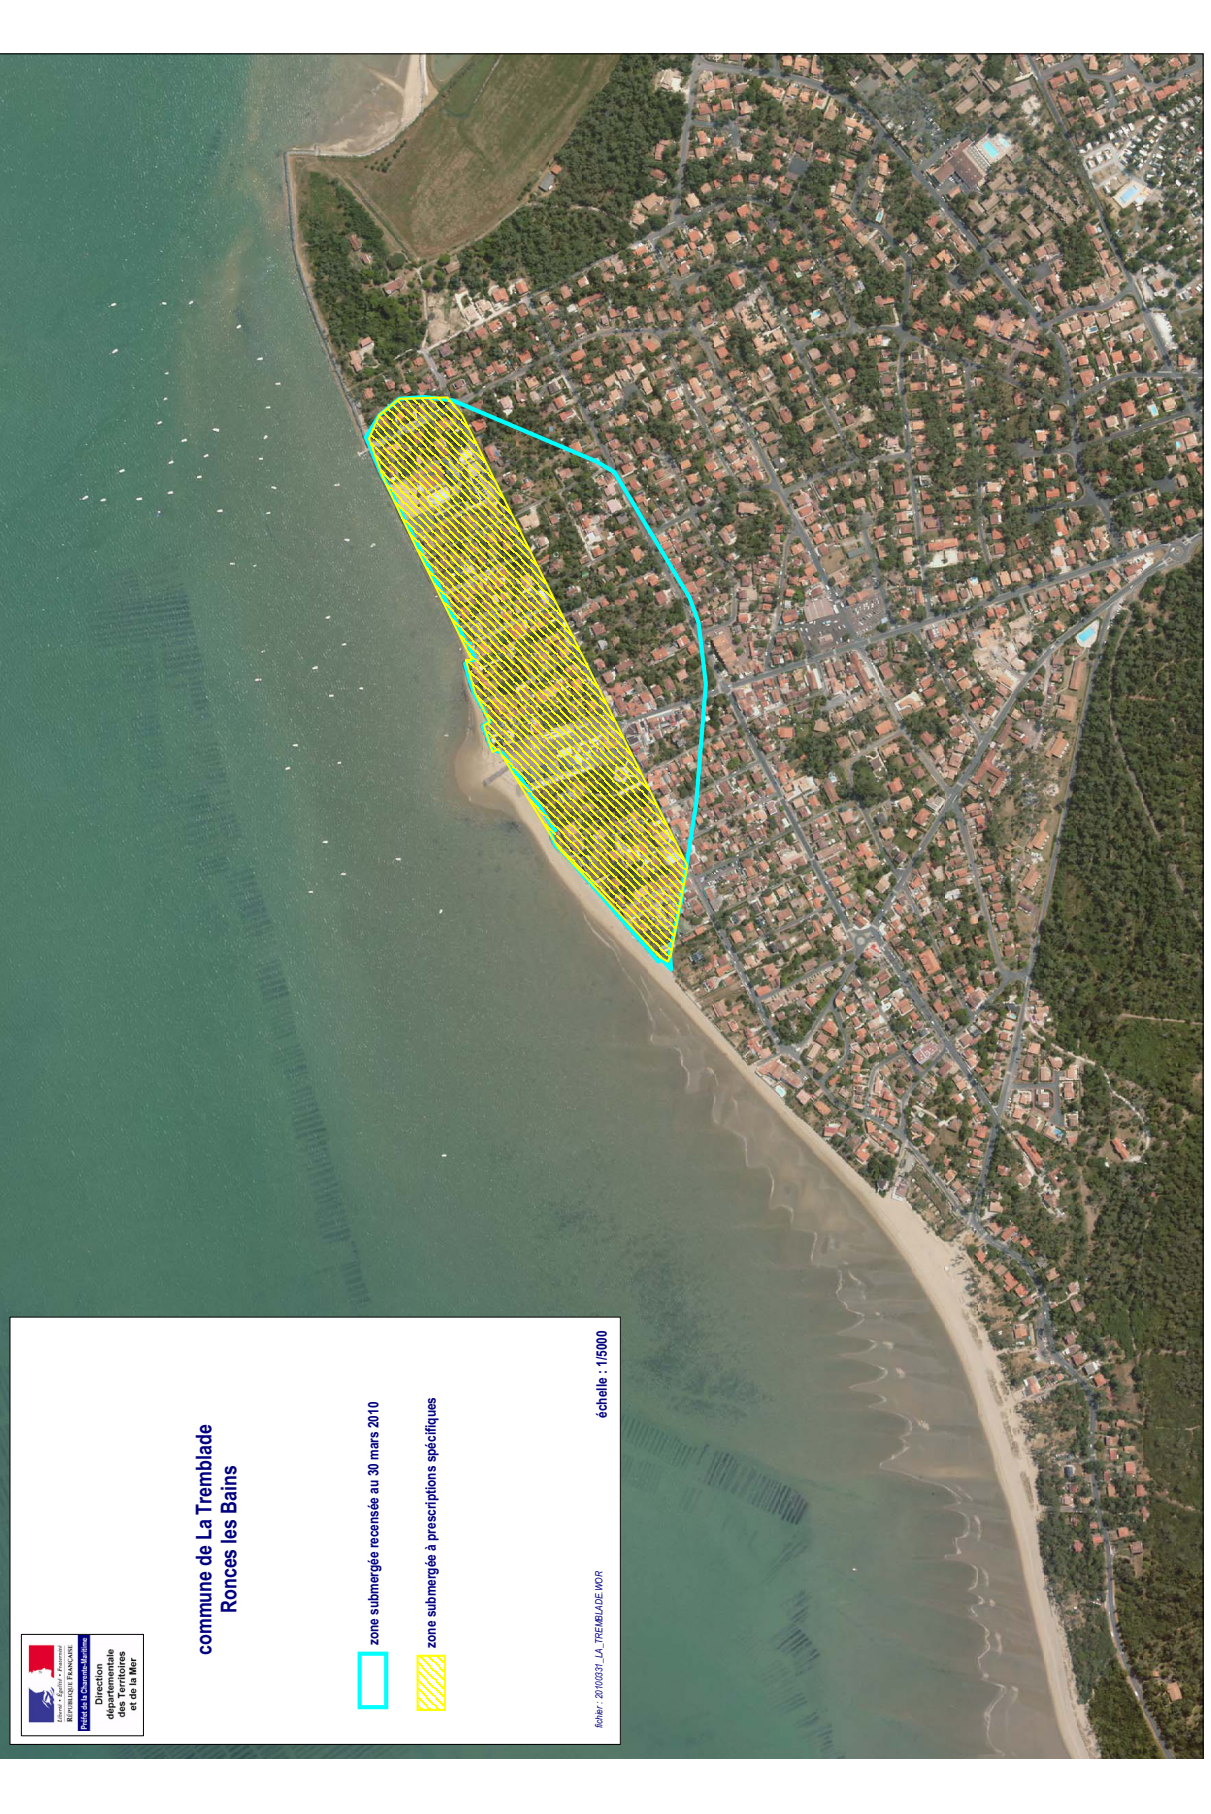 Liberté • Égalité • Fraternité
RÉPUBLIQUE FRANÇAISE
Préfet de la Charente-Maritime
Direction
départementale
des Territoires
et de la Mer
commune de La Tremblade
Ronces les Bains
zone submergée recensée au 30 mars 2010
zone submergée à prescriptions spécifiques
fichier : 20100331_LA_TREMBLADE.WOR
échelle : 1/5000